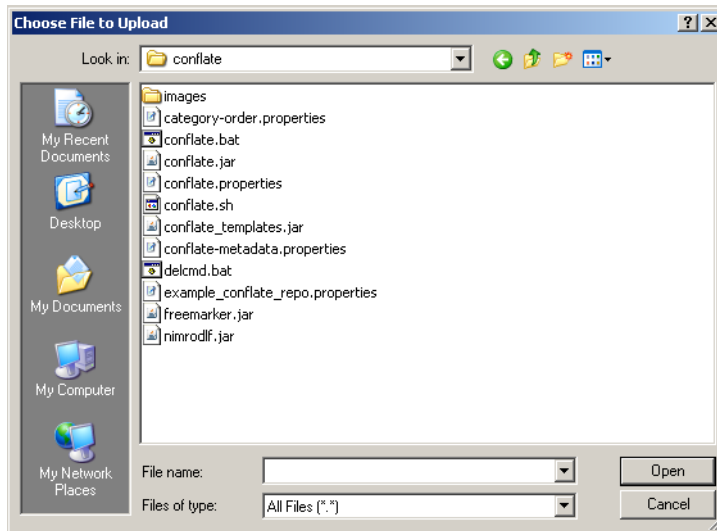 Choose File to Upload
Look in: conflate
My Recent
Documents
Desktop
My Documents
My Computer
My Network
Places
images
category-order.properties
conflate.bat
conflate.jar
conflate.properties
conflate.sh
conflate_templates.jar
conflate-metadata.properties
delcmd.bat
example_conflate_repo.properties
freemarker.jar
nimrodlf.jar
File name:
Open
Files of type: All Files (*.*)
Cancel